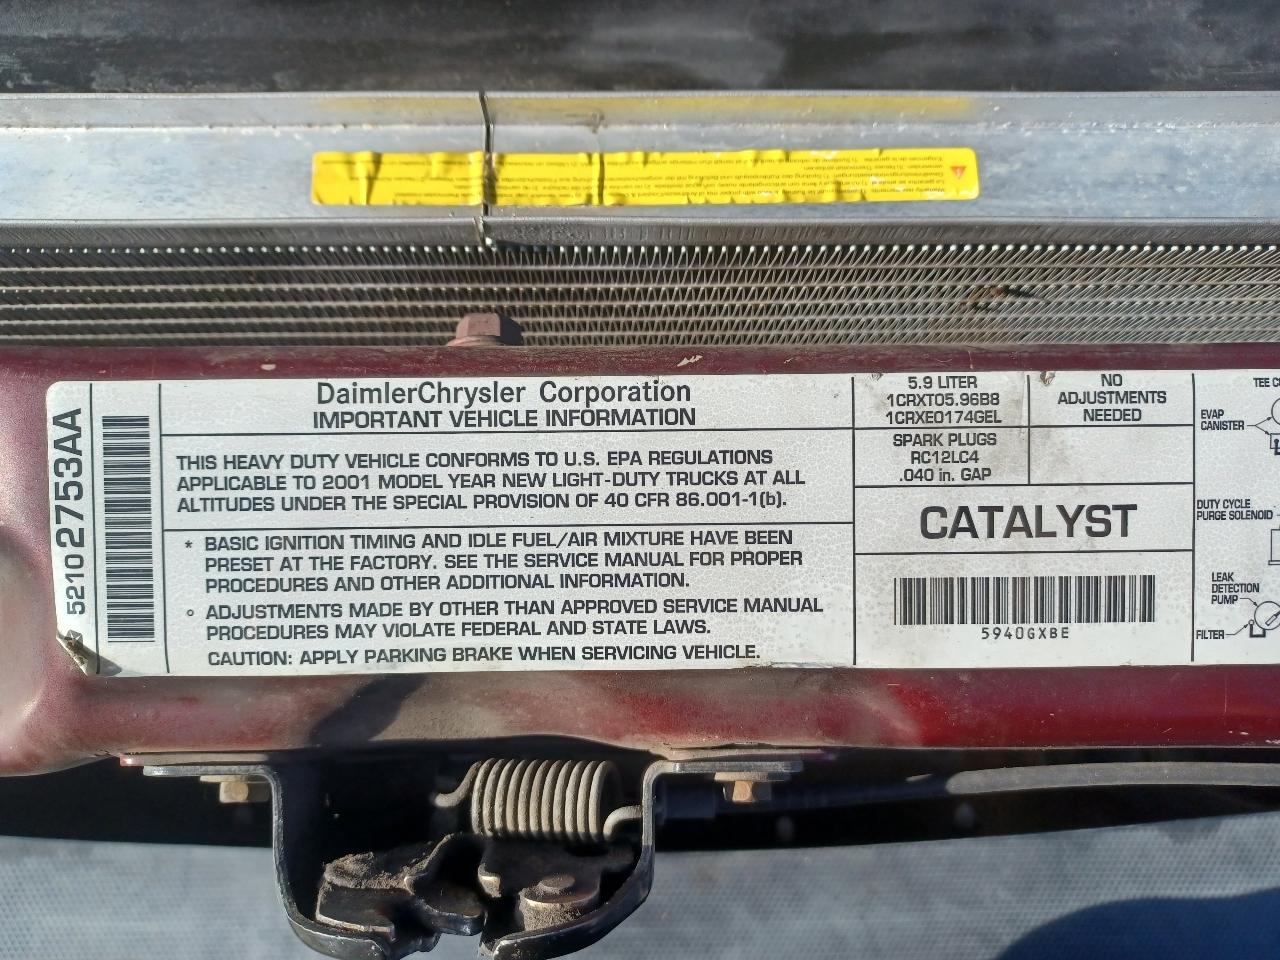 DaimlerChrysler Corporation
IMPORTANT VEHICLE INFORMATION
THIS HEAVY DUTY VEHICLE CONFORMS TO U.S. EPA REGULATIONS
APPLICABLE TO 2001 MODEL YEAR NEW LIGHT-DUTY TRUCKS AT ALL
ALTITUDES UNDER THE SPECIAL PROVISION OF 40 CFR 86.001-1(b).
* BASIC IGNITION TIMING AND IDLE FUEL/AIR MIXTURE HAVE BEEN
PRESET AT THE FACTORY. SEE THE SERVICE MANUAL FOR PROPER
PROCEDURES AND OTHER ADDITIONAL INFORMATION.
° ADJUSTMENTS MADE BY OTHER THAN APPROVED SERVICE MANUAL
PROCEDURES MAY VIOLATE FEDERAL AND STATE LAWS.
CAUTION: APPLY PARKING BRAKE WHEN SERVICING VEHICLE.
52102753AA
5.9 LITER
1CRXT05.96B8
1CRXE0174GEL
SPARK PLUGS
RC12LC4
.040 in. GAP
NO
ADJUSTMENTS
NEEDED
CATALYST
5940GXBE
TEE
EVAP
CANISTER
DUTY CYCLE
PURGE SOLENOID
LEAK
DETECTION
PUMP
FILTER